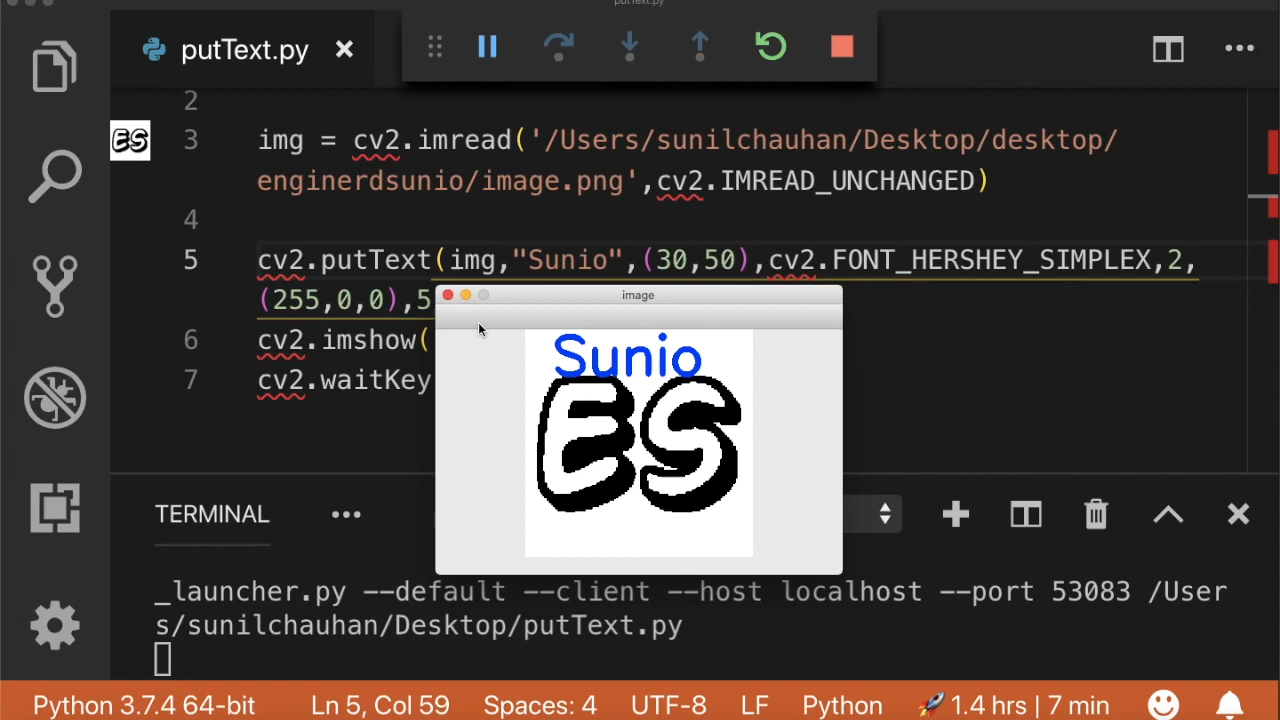 putText.py
putText.py
2
ES
3 img = cv2.imread('/Users/sunilchauhan/Desktop/desktop/
enginerdsunio/image.png',cv2.IMREAD_UNCHANGED)
4
5 cv2.putText(img,"Sunio",(30,50),cv2.FONT_HERSHEY_SIMPLEX,2,
(255,0,0),5
image
6 cv2.imshow(
7 cv2.waitKey
Sunio
ES
TERMINAL
_launcher.py --default --client --host localhost --port 53083 /User
s/sunilchauhan/Desktop/putText.py
Python 3.7.4 64-bit Ln 5, Col 59 Spaces: 4 UTF-8 LF Python 🚀 1.4 hrs | 7 min